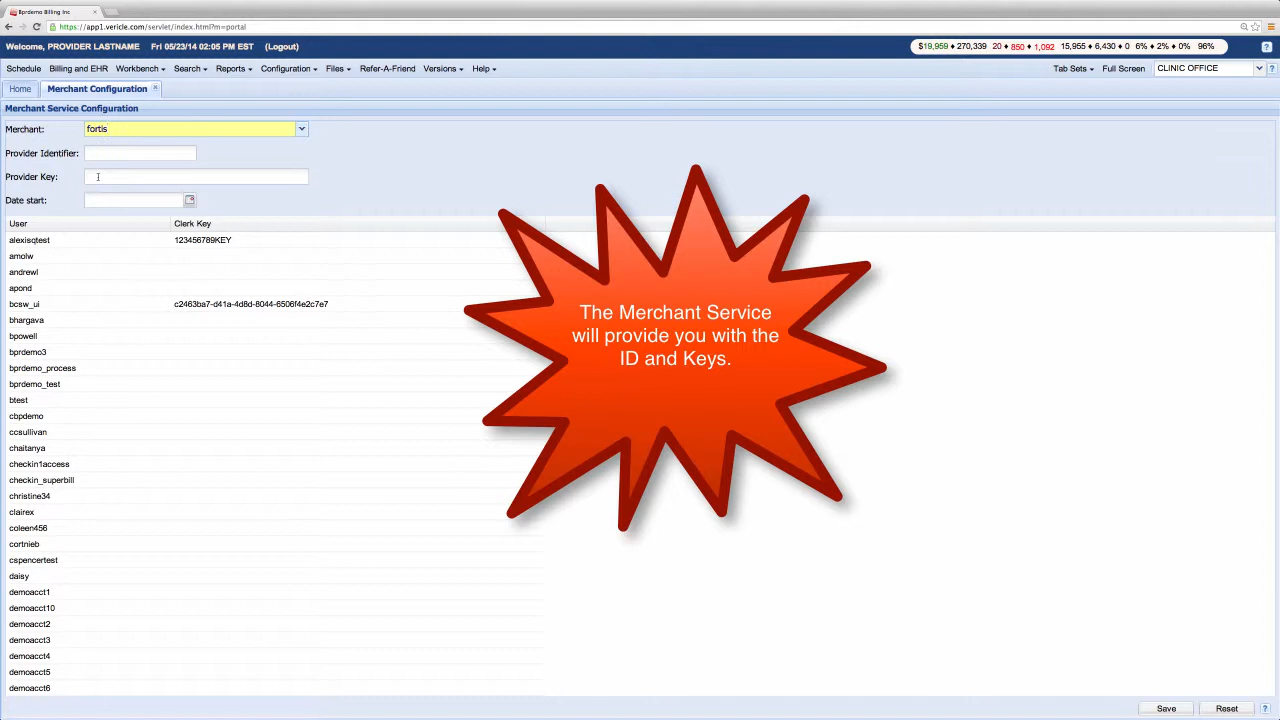 Bprdemo Billing Inc
https://app1.vericle.com/servlet/index.html?m=portal
Welcome, PROVIDER LASTNAME Fri 05/23/14 02:05 PM EST (Logout)
$19,959 ♦ 270,339 20 ♦ 850 ♦ 1,092 15,955 ♦ 6,430 ♦ 0 6% ♦ 2% ♦ 0% 96%
Schedule Billing and EHR Workbench Search Reports Configuration Files Refer-A-Friend Versions Help Tab Sets Full Screen CLINIC OFFICE ?
Home Merchant Configuration
Merchant Service Configuration
Merchant: fortis
Provider Identifier:
Provider Key:
Date start:
User Clerk Key
alexisqtest 123456789KEY
amolw
andrewl
apond
bcsw_ui c2463ba7-d41a-4d8d-8044-6506f4e2c7e7
bhargava
bpowell
bprdemo3
bprdemo_process
bprdemo_test
btest
cbpdemo
ccsullivan
chaitanya
checkin1access
checkin_superbill
christine34
clairex
coleen456
cortnieb
cspencertest
daisy
demoacct1
demoacct10
demoacct2
demoacct3
demoacct4
demoacct5
demoacct6
The Merchant Service
will provide you with the
ID and Keys.
Save Reset ?